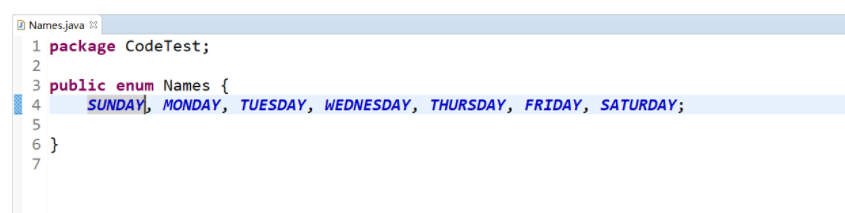 Names.java
1 package CodeTest;
2
3 public enum Names {
4 SUNDAY, MONDAY, TUESDAY, WEDNESDAY, THURSDAY, FRIDAY, SATURDAY;
5
6 }
7